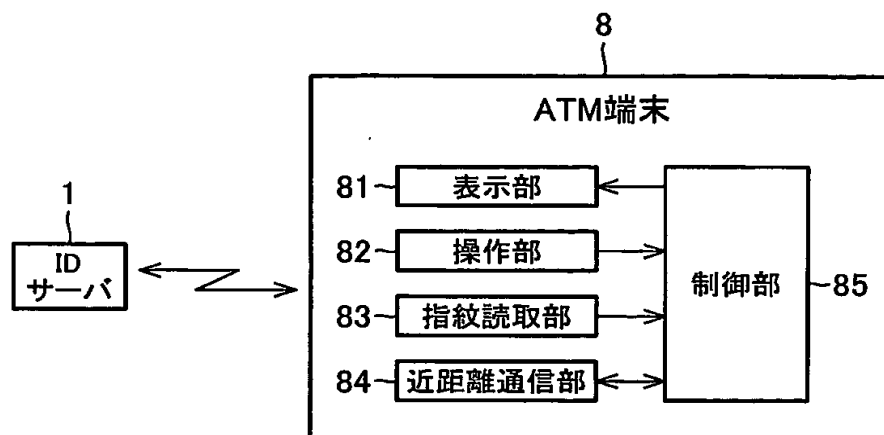 8
ATM端末
81 表示部
1
82 操作部
ID
サーバ
制御部 85
83 指紋読取部
84 近距離通信部